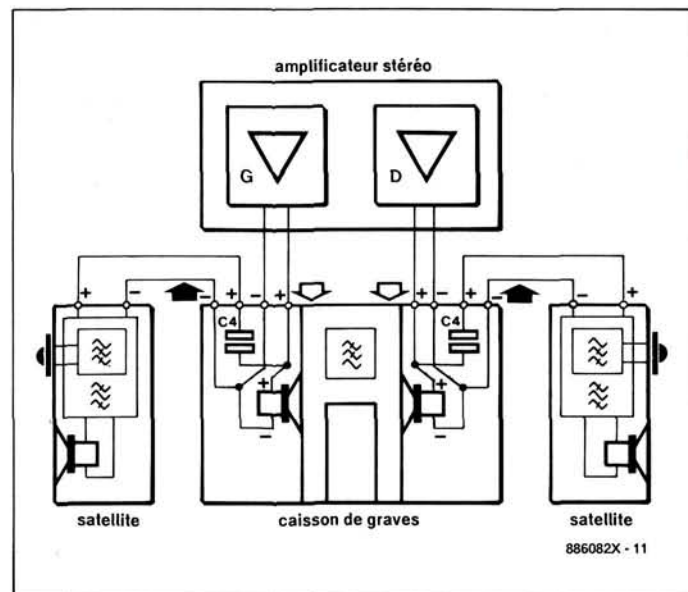 amplificateur stéréo
G
D
+
−
−
+
−
+
+
−
+
−
−
+
C4
C4
+
−
+
−
satellite
caisson de graves
satellite
886082X - 11